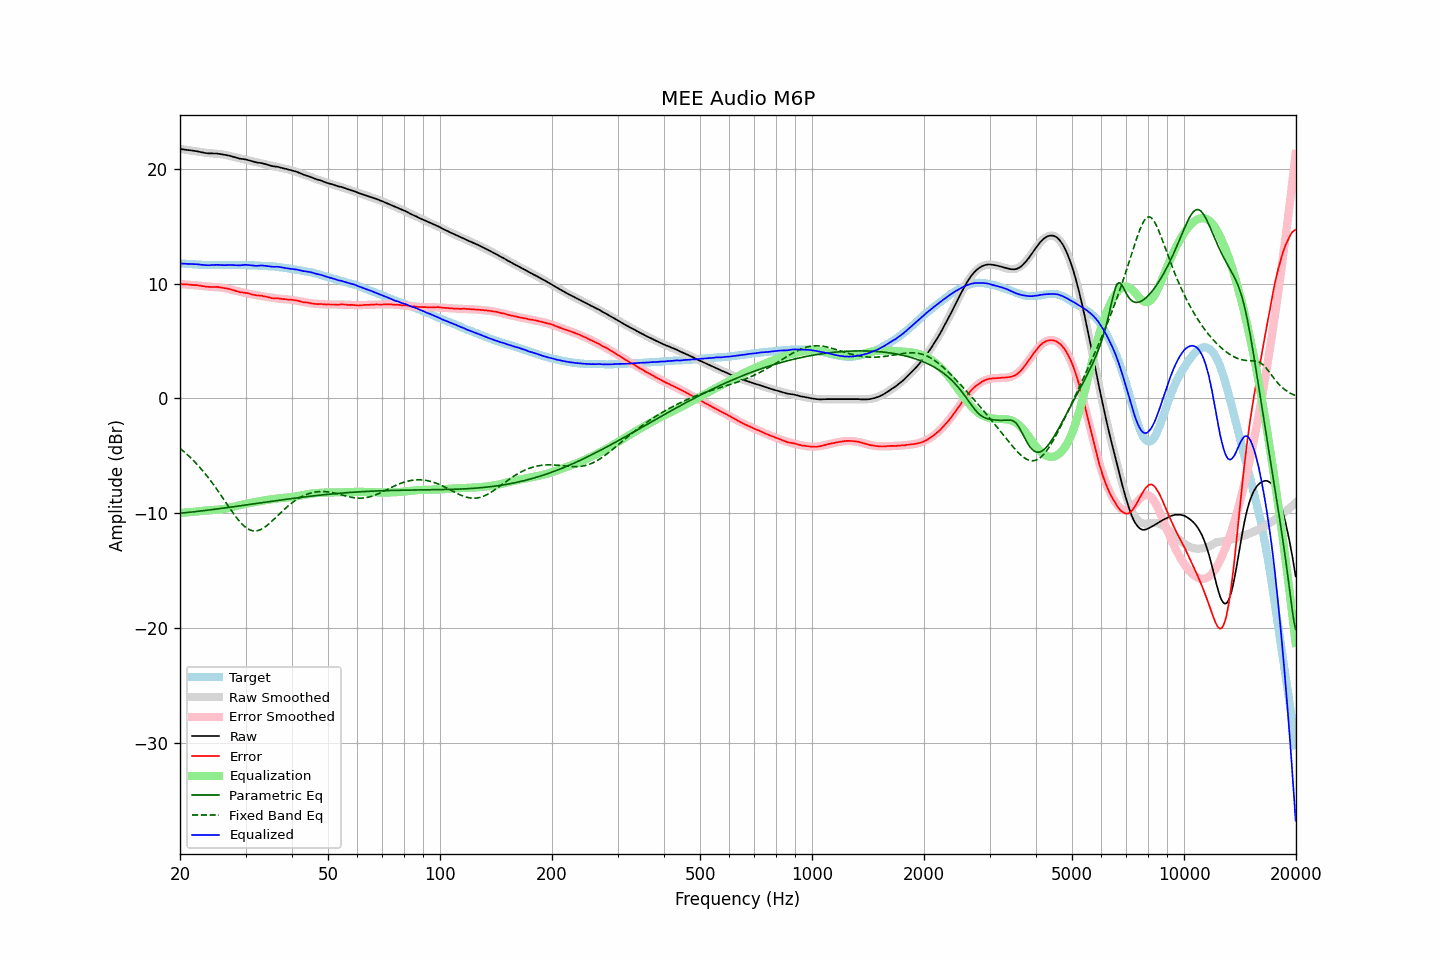 MEE Audio M6P
Amplitude (dBr)
20
10
0
−10
−20
−30
Target
Raw Smoothed
Error Smoothed
Raw
Error
Equalization
Parametric Eq
Fixed Band Eq
Equalized
20 50 100 200 500 1000 2000 5000 10000 20000
Frequency (Hz)